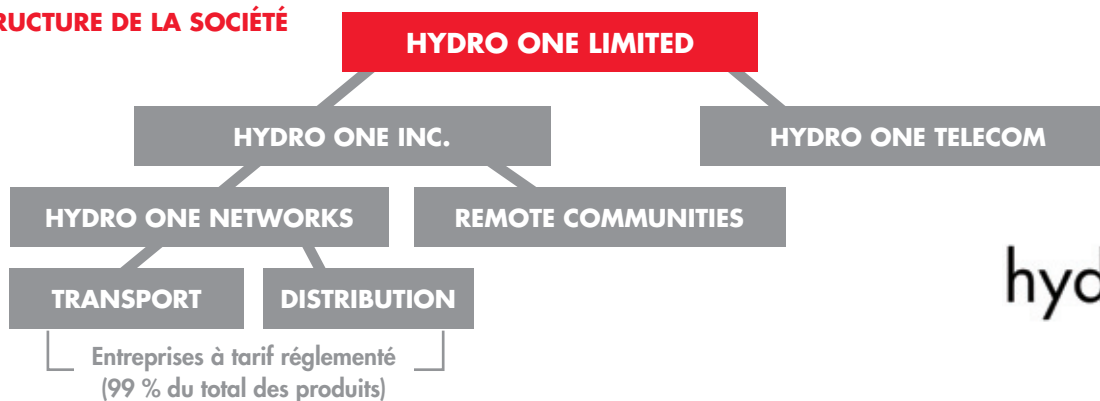 RUCTURE DE LA SOCIÉTÉ
HYDRO ONE LIMITED
HYDRO ONE INC.
HYDRO ONE TELECOM
HYDRO ONE NETWORKS
REMOTE COMMUNITIES
TRANSPORT
DISTRIBUTION
hyd
Entreprises à tarif réglementé
(99 % du total des produits)